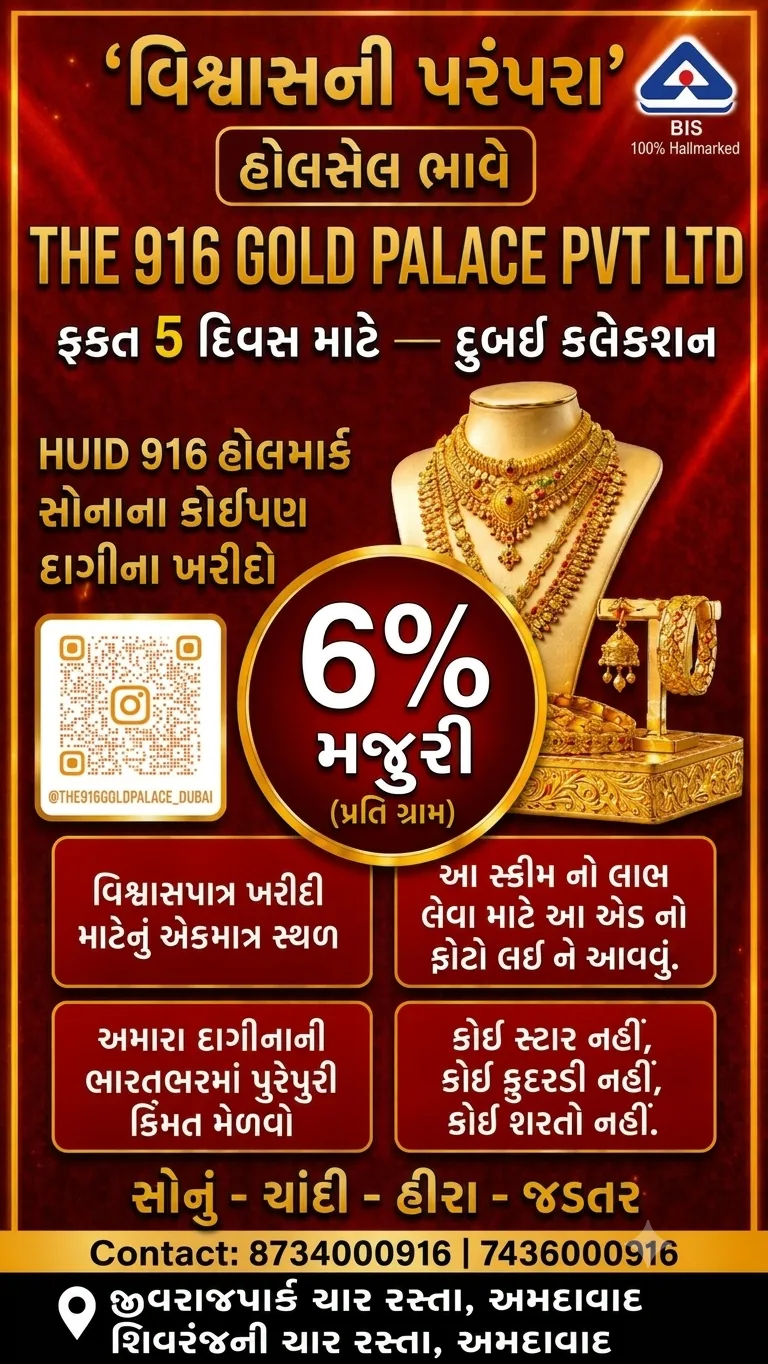 ‘વિશ્વાસની પરંપરા’
BIS
100% Hallmarked
હોલસેલ ભાવે
THE 916 GOLD PALACE PVT LTD
ફક્ત 5 દિવસ માટે — દુબઈ કલેકશન
HUID 916 હોલમાર્ક
સોનાના કોઈપણ
દાગીના ખરીદો
6%
મજુરી
(પ્રતિ ગ્રામ)
@THE916GOLDPALACE_DUBAI
વિશ્વાસપાત્ર ખરીદી
માટેનું એકમાત્ર સ્થળ
આ સ્કીમ નો લાભ
લેવા માટે આ એડ નો
ફોટો લઈ ને આવવું.
અમારા દાગીનાની
ભારતભરમાં પુરેપુરી
કિંમત મેળવો
કોઈ સ્ટાર નહીં,
કોઈ ફુદરડી નહીં,
કોઈ શરતો નહીં.
સોનું - ચાંદી - હીરા - જડતર
Contact: 8734000916 | 7436000916
જીવરાજપાર્ક ચાર રસ્તા, અમદાવાદ
શિવરંજની ચાર રસ્તા, અમદાવાદ